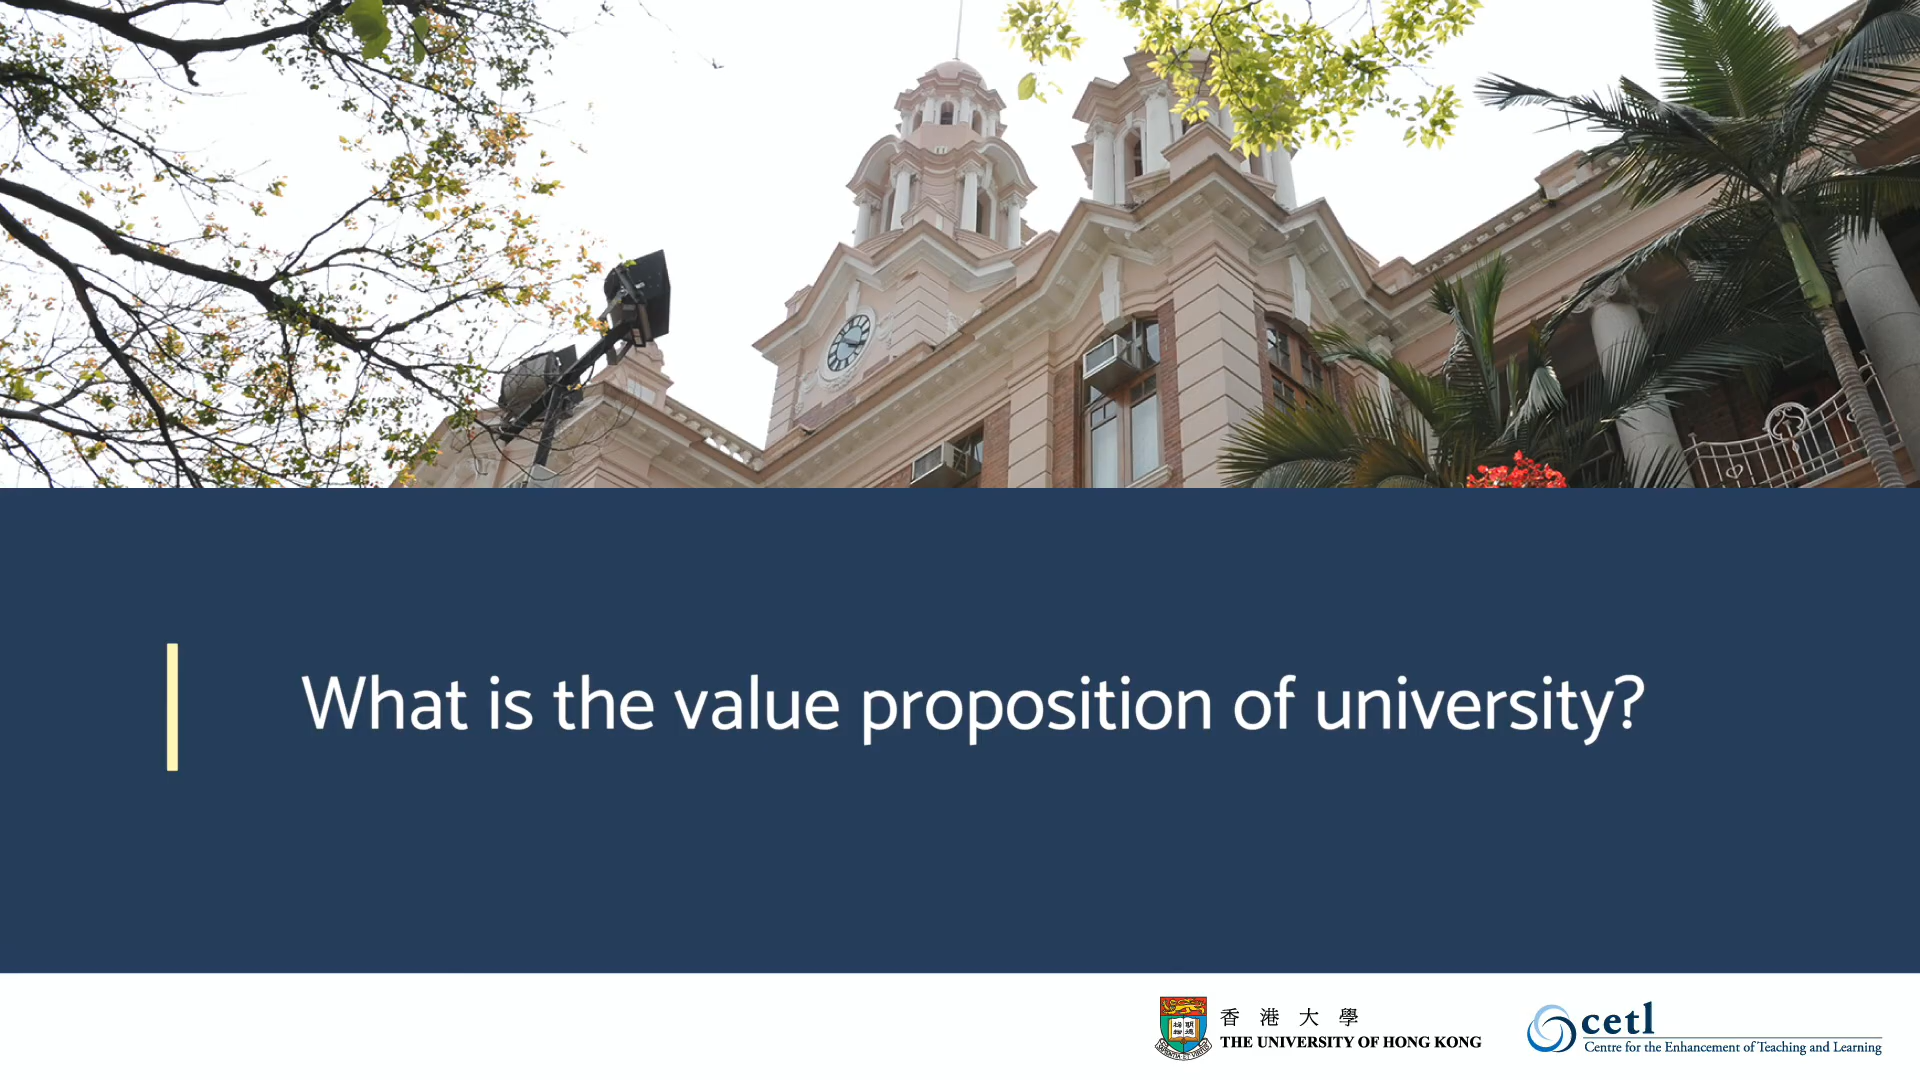 What is the value proposition of university?
香港大學
THE UNIVERSITY OF HONG KONG
cetl
Centre for the Enhancement of Teaching and Learning